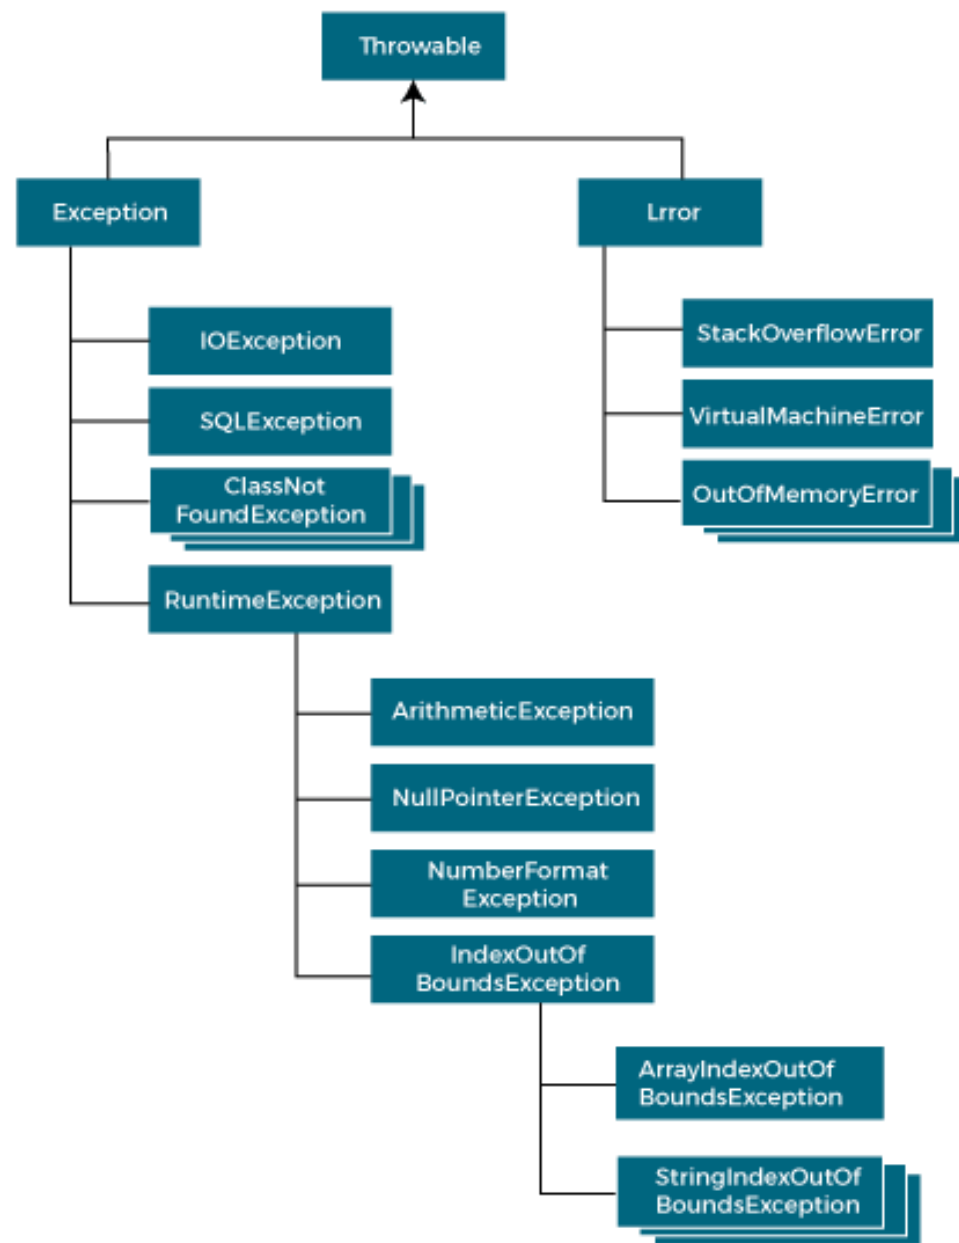 Throwable
Exception
Lrror
IOException
SQLException
ClassNot
FoundException
RuntimeException
StackOverflowError
VirtualMachineError
OutOfMemoryError
ArithmeticException
NullPointerException
NumberFormat
Exception
IndexOutOf
BoundsException
ArrayIndexOutOf
BoundsException
StringIndexOutOf
BoundsException